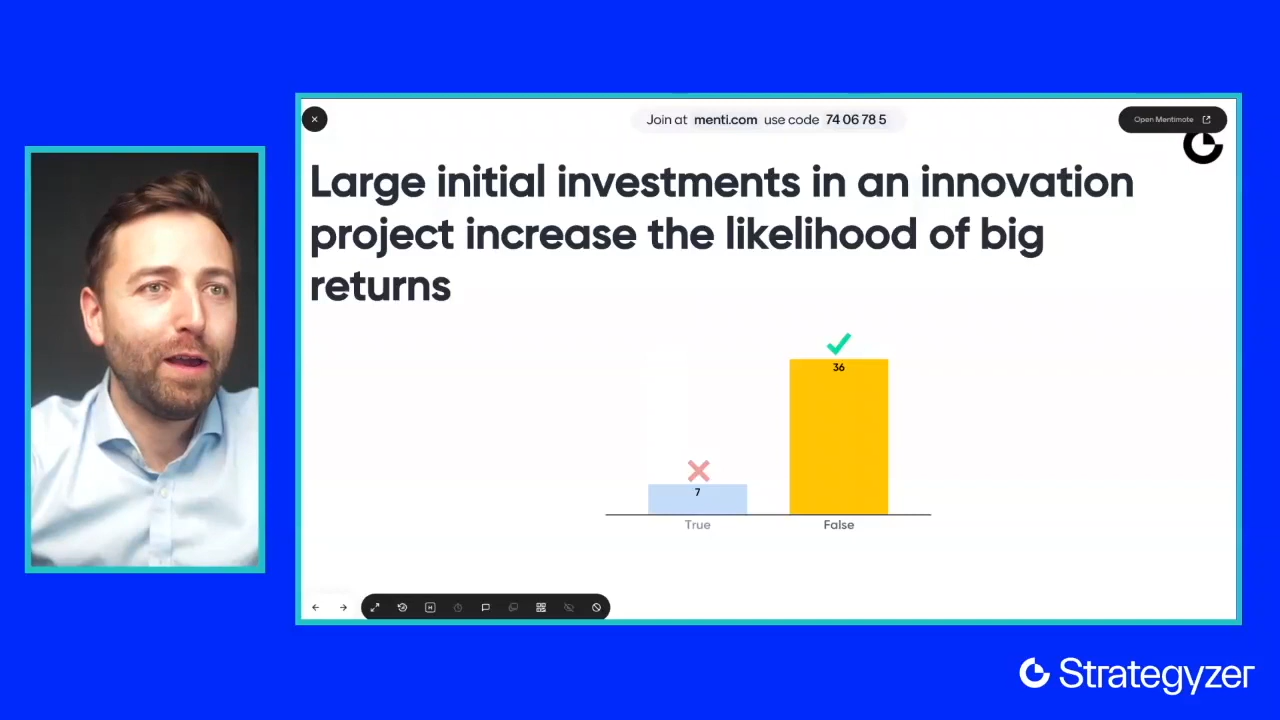 Join at menti.com use code 74 06 78 5
Open Mentimote
Large initial investments in an innovation
project increase the likelihood of big
returns
36
7
True
False
H
Strategyzer